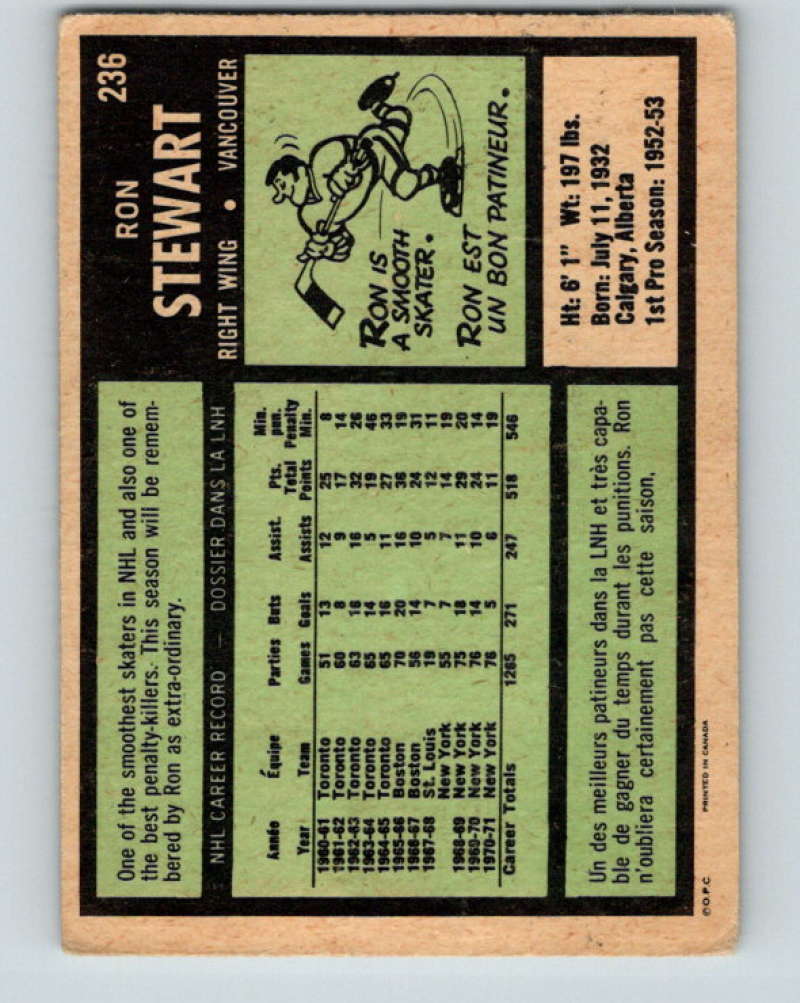 236
RON
STEWART
RIGHT WING • VANCOUVER
One of the smoothest skaters in NHL and also one of
the best penalty-killers. This season will be remem-
bered by Ron as extra-ordinary.
NHL CAREER RECORD — DOSSIER DANS LA LNH
Année Équipe Parties Buts Assist. Pts. Total Min. pun.
Year Team Games Goals Assists Points Penalty Min.
1960-61 Toronto 51 13 12 25 8
1961-62 Toronto 60 8 9 17 14
1962-63 Toronto 63 16 16 32 26
1963-64 Toronto 65 14 5 19 46
1964-65 Toronto 65 16 11 27 33
1965-66 Boston 70 20 16 36 19
1966-67 Boston 56 14 10 24 31
1967-68 St. Louis 19 7 5 12 11
New York 55 7 7 14 19
1968-69 New York 75 18 11 29 20
1969-70 New York 76 14 10 24 14
1970-71 New York 76 5 6 11 19
Career Totals 1265 271 247 518 546
Un des meilleurs patineurs dans la LNH et très capa-
ble de gagner du temps durant les punitions. Ron
n'oubliera certainement pas cette saison,
RON IS
A SMOOTH
SKATER.
RON EST
UN BON PATINEUR.
Ht: 6' 1" Wt: 197 lbs.
Born: July 11, 1932
Calgary, Alberta
1st Pro Season: 1952-53
©O.P.C. PRINTED IN CANADA